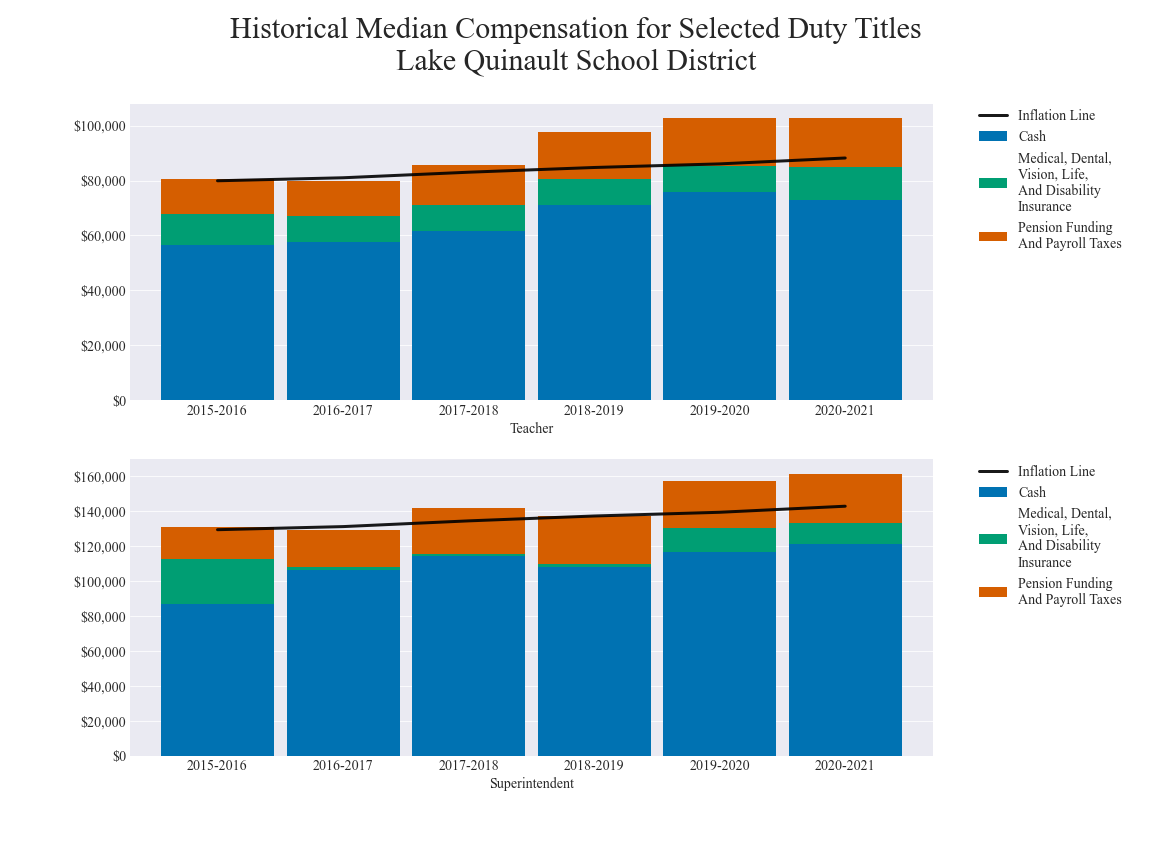 Historical Median Compensation for Selected Duty Titles
Lake Quinault School District
$100,000
$80,000
$60,000
$40,000
$20,000
$0
2015-2016
2016-2017
2017-2018
2018-2019
2019-2020
2020-2021
Teacher
Inflation Line
Cash
Medical, Dental,
Vision, Life,
And Disability
Insurance
Pension Funding
And Payroll Taxes
$160,000
$140,000
$120,000
$100,000
$80,000
$60,000
$40,000
$20,000
$0
2015-2016
2016-2017
2017-2018
2018-2019
2019-2020
2020-2021
Superintendent
Inflation Line
Cash
Medical, Dental,
Vision, Life,
And Disability
Insurance
Pension Funding
And Payroll Taxes